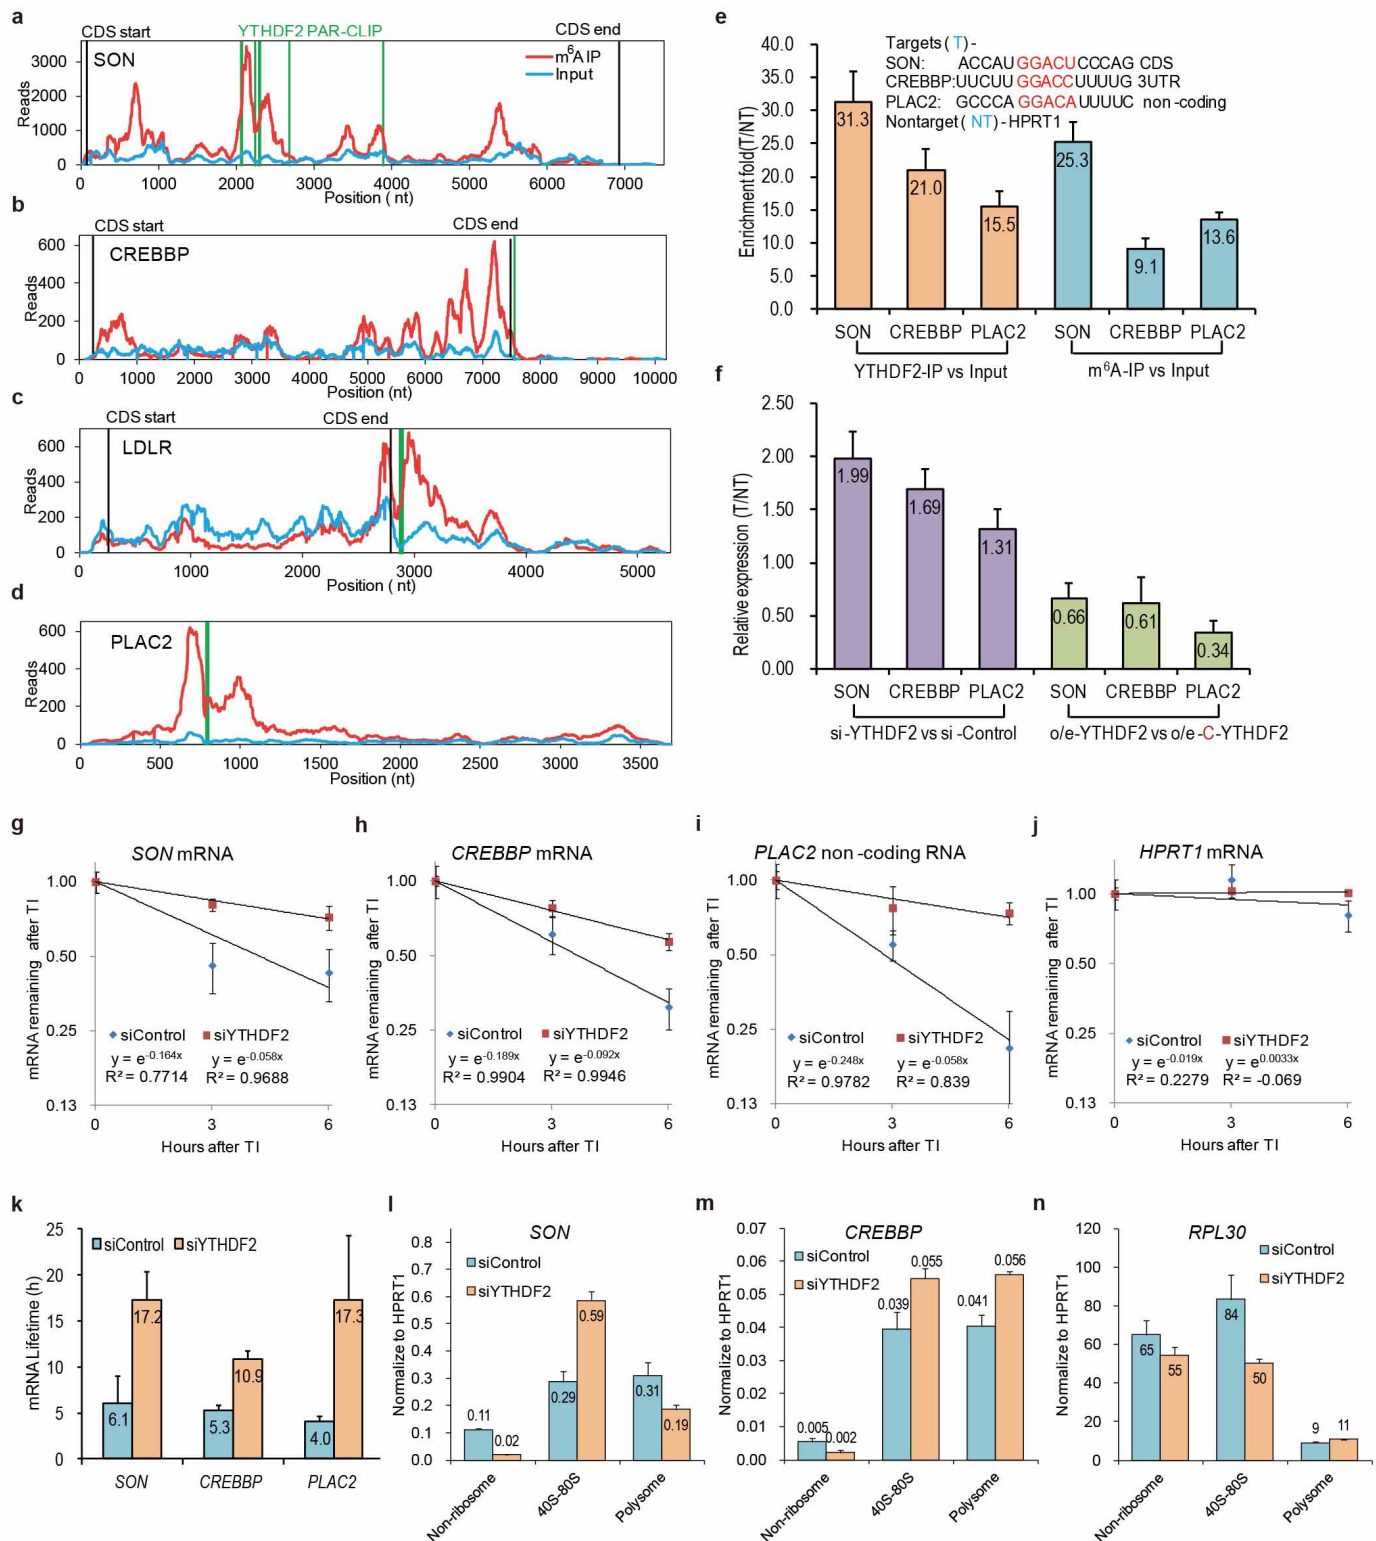 a
CDS start
YTHDF2 PAR-CLIP
CDS end
SON
m⁶A IP
Input
Reads
3000
2000
1000
0
0 1000 2000 3000 4000 5000 6000 7000
Position ( nt)
b
CDS start
CDS end
CREBBP
Reads
600
400
200
0
0 1000 2000 3000 4000 5000 6000 7000 8000 9000 10000
Position (nt)
c
CDS start
CDS end
LDLR
Reads
600
400
200
0
0 1000 2000 3000 4000 5000
Position ( nt)
d
PLAC2
Reads
600
400
200
0
0 500 1000 1500 2000 2500 3000 3500
Position (nt)
e
Targets ( T) -
SON: ACCAU GGACU CCCAG CDS
CREBBP:UUCUU GGACC UUUUG 3UTR
PLAC2: GCCCA GGACA UUUUC non -coding
Nontarget ( NT) -HPRT1
Enrichment fold(T/NT)
40.0
35.0
30.0
25.0
20.0
15.0
10.0
5.0
0.0
31.3 21.0 15.5 25.3 9.1 13.6
SON CREBBP PLAC2 SON CREBBP PLAC2
YTHDF2-IP vs Input m⁶A-IP vs Input
f
Relative expression (T/NT)
2.50
2.00
1.50
1.00
0.50
0.00
1.99 1.69 1.31 0.66 0.61 0.34
SON CREBBP PLAC2 SON CREBBP PLAC2
si -YTHDF2 vs si -Control o/e-YTHDF2 vs o/e -C-YTHDF2
g
SON mRNA
mRNA remaining after TI
1.00
0.50
0.25
0.13
siControl siYTHDF2
y = e^-0.164x y = e^-0.058x
R² = 0.7714 R² = 0.9688
0 3 6
Hours after TI
h
CREBBP mRNA
mRNA remaining after TI
1.00
0.50
0.25
0.13
siControl siYTHDF2
y = e^-0.189x y = e^-0.092x
R² = 0.9904 R² = 0.9946
0 3 6
Hours after TI
i
PLAC2 non -coding RNA
mRNA remaining after TI
1.00
0.50
0.25
0.13
siControl siYTHDF2
y = e^-0.248x y = e^-0.058x
R² = 0.9782 R² = 0.839
0 3 6
Hours after TI
j
HPRT1 mRNA
mRNA remaining after TI
1.00
0.50
0.25
0.13
siControl siYTHDF2
y = e^-0.019x y = e^0.0033x
R² = 0.2279 R² = -0.069
0 3 6
Hours after TI
k
mRNA Lifetime (h)
25
20
15
10
5
0
siControl siYTHDF2
6.1 17.2 5.3 10.9 4.0 17.3
SON CREBBP PLAC2
l
SON
Normalize to HPRT1
0.8
0.7
0.6
0.5
0.4
0.3
0.2
0.1
0.0
siControl
siYTHDF2
0.11 0.02 0.29 0.59 0.31 0.19
Non-ribosome 40S-80S Polysome
m
CREBBP
Normalize to HPRT1
0.07
0.06
0.05
0.04
0.03
0.02
0.01
0.00
siControl
siYTHDF2
0.005 0.002 0.039 0.055 0.041 0.056
Non-ribosome 40S-80S Polysome
n
RPL30
Normalize to HPRT1
120
100
80
60
40
20
0
siControl
siYTHDF2
65 55 84 50 9 11
Non-ribosome 40S-80S Polysome